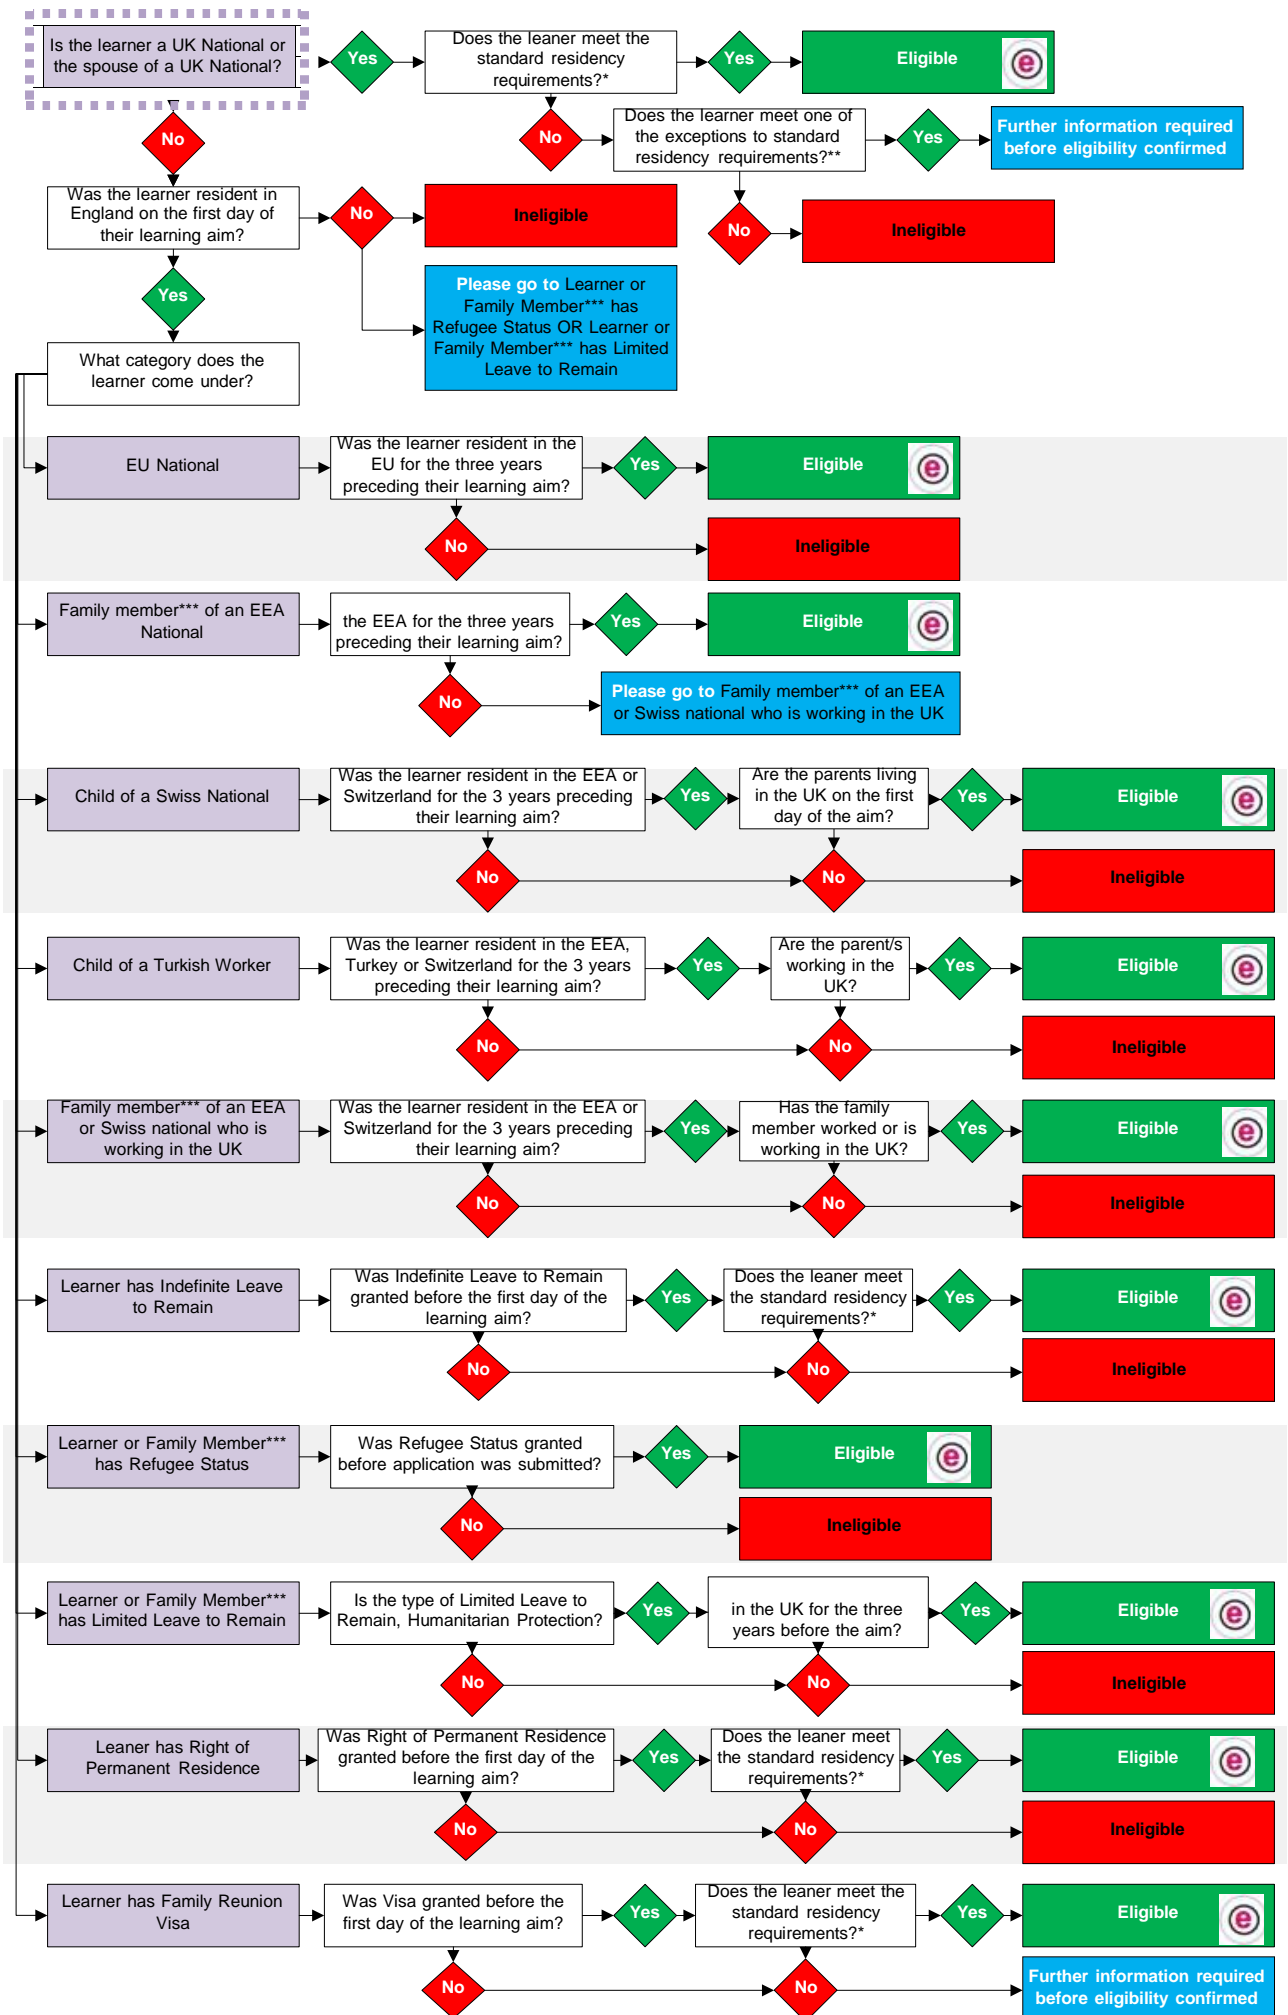 Is the learner a UK National or
the spouse of a UK National?
Yes
Does the leaner meet the
standard residency
requirements?*
Yes
Eligible
e
No
No
Does the learner meet one of
the exceptions to standard
residency requirements?**
Yes
Further information required
before eligibility confirmed
Was the learner resident in
England on the first day of
their learning aim?
No
Ineligible
No
Ineligible
Yes
Please go to Learner or
Family Member*** has
Refugee Status OR Learner or
Family Member*** has Limited
Leave to Remain
What category does the
learner come under?
EU National
Was the learner resident in the
EU for the three years
preceding their learning aim?
Yes
Eligible
e
No
Ineligible
Family member*** of an EEA
National
the EEA for the three years
preceding their learning aim?
Yes
Eligible
e
No
Please go to Family member*** of an EEA
or Swiss national who is working in the UK
Child of a Swiss National
Was the learner resident in the EEA or
Switzerland for the 3 years preceding
their learning aim?
Yes
Are the parents living
in the UK on the first
day of the aim?
Yes
Eligible
e
No
No
Ineligible
Child of a Turkish Worker
Was the learner resident in the EEA,
Turkey or Switzerland for the 3 years
preceding their learning aim?
Yes
Are the parent/s
working in the
UK?
Yes
Eligible
e
No
No
Ineligible
Family member*** of an EEA
or Swiss national who is
working in the UK
Was the learner resident in the EEA or
Switzerland for the 3 years preceding
their learning aim?
Yes
Has the family
member worked or is
working in the UK?
Yes
Eligible
e
No
No
Ineligible
Learner has Indefinite Leave
to Remain
Was Indefinite Leave to Remain
granted before the first day of the
learning aim?
Yes
Does the leaner meet
the standard residency
requirements?*
Yes
Eligible
e
No
No
Ineligible
Learner or Family Member***
has Refugee Status
Was Refugee Status granted
before application was submitted?
Yes
Eligible
e
No
Ineligible
Learner or Family Member***
has Limited Leave to Remain
Is the type of Limited Leave to
Remain, Humanitarian Protection?
Yes
in the UK for the three
years before the aim?
Yes
Eligible
e
No
No
Ineligible
Leaner has Right of
Permanent Residence
Was Right of Permanent Residence
granted before the first day of the
learning aim?
Yes
Does the leaner meet
the standard residency
requirements?*
Yes
Eligible
e
No
No
Ineligible
Learner has Family Reunion
Visa
Was Visa granted before the
first day of the learning aim?
Yes
Does the leaner meet the
standard residency
requirements?*
Yes
Eligible
e
No
No
Further information required
before eligibility confirmed